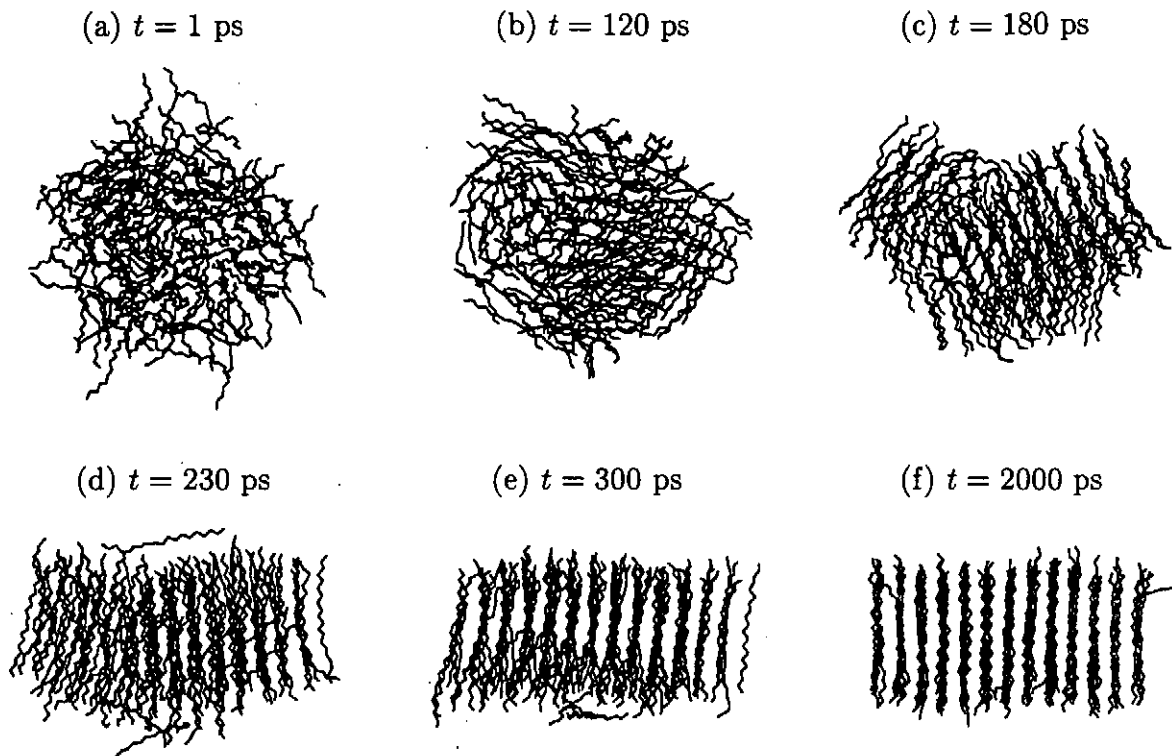 (a) t = 1 ps
(b) t = 120 ps
(c) t = 180 ps
(d) t = 230 ps
(e) t = 300 ps
(f) t = 2000 ps